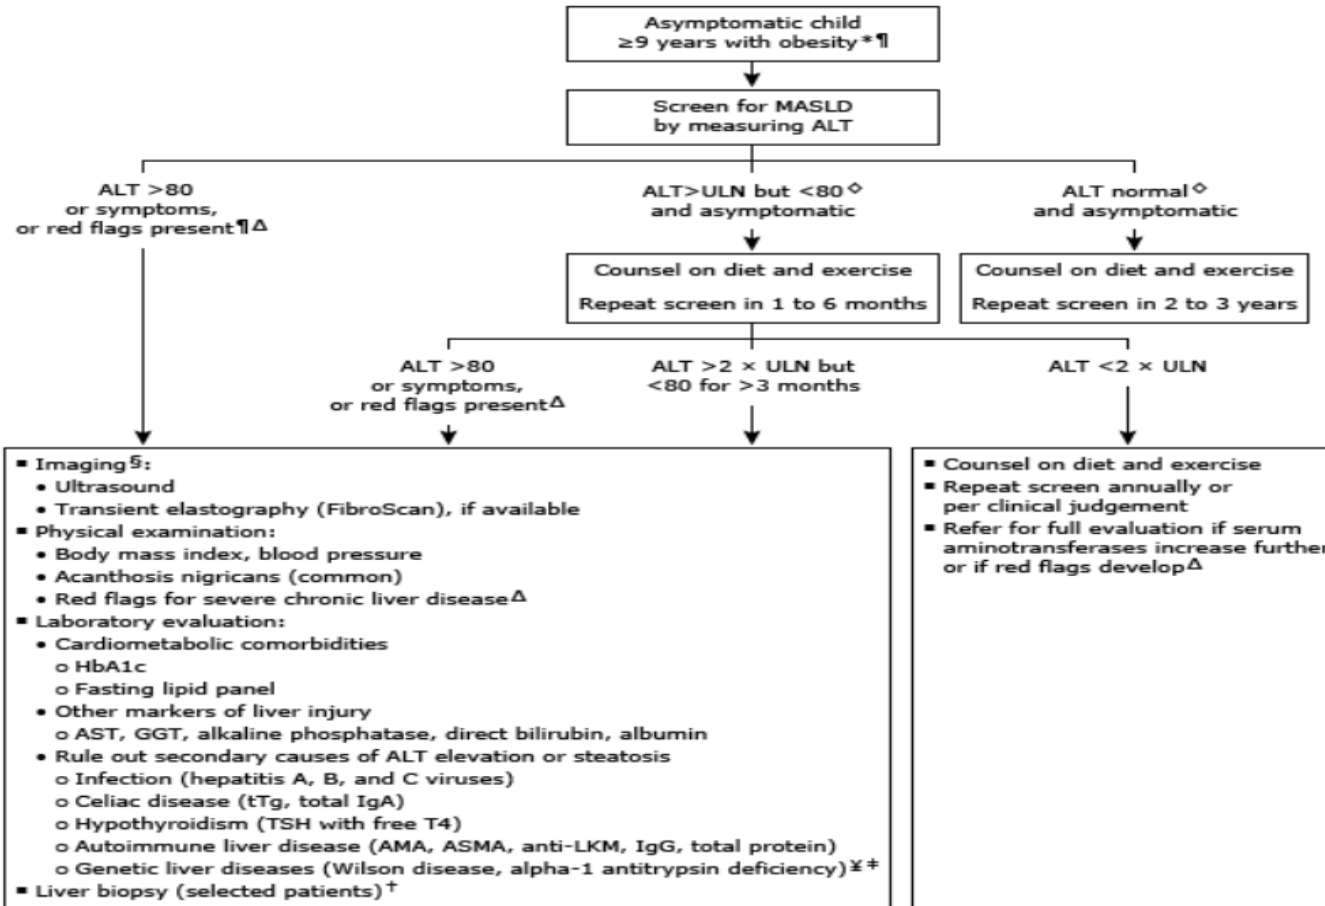 Asymptomatic child
≥9 years with obesity*¶
Screen for MASLD
by measuring ALT
ALT >80
or symptoms,
or red flags present¶Δ
ALT>ULN but <80◇
and asymptomatic
ALT normal◇
and asymptomatic
Counsel on diet and exercise
Repeat screen in 1 to 6 months
Counsel on diet and exercise
Repeat screen in 2 to 3 years
ALT >80
or symptoms,
or red flags presentΔ
ALT >2 × ULN but
<80 for >3 months
ALT <2 × ULN
▪ Imaging§:
• Ultrasound
• Transient elastography (FibroScan), if available
▪ Physical examination:
• Body mass index, blood pressure
• Acanthosis nigricans (common)
• Red flags for severe chronic liver diseaseΔ
▪ Laboratory evaluation:
• Cardiometabolic comorbidities
o HbA1c
o Fasting lipid panel
• Other markers of liver injury
o AST, GGT, alkaline phosphatase, direct bilirubin, albumin
• Rule out secondary causes of ALT elevation or steatosis
o Infection (hepatitis A, B, and C viruses)
o Celiac disease (tTg, total IgA)
o Hypothyroidism (TSH with free T4)
o Autoimmune liver disease (AMA, ASMA, anti-LKM, IgG, total protein)
o Genetic liver diseases (Wilson disease, alpha-1 antitrypsin deficiency)¥‡
▪ Liver biopsy (selected patients)†
▪ Counsel on diet and exercise
▪ Repeat screen annually or
per clinical judgement
▪ Refer for full evaluation if serum
aminotransferases increase further
or if red flags developΔ